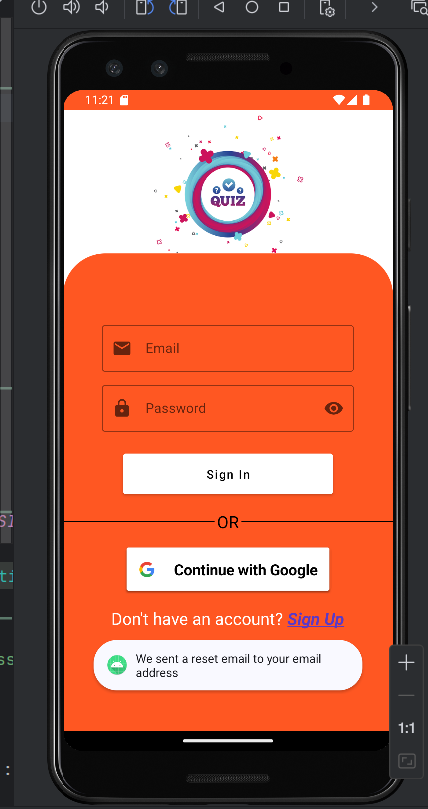 11:21
QUIZ
Email
Password
Sign In
OR
Continue with Google
Don't have an account? Sign Up
We sent a reset email to your email
address
1:1